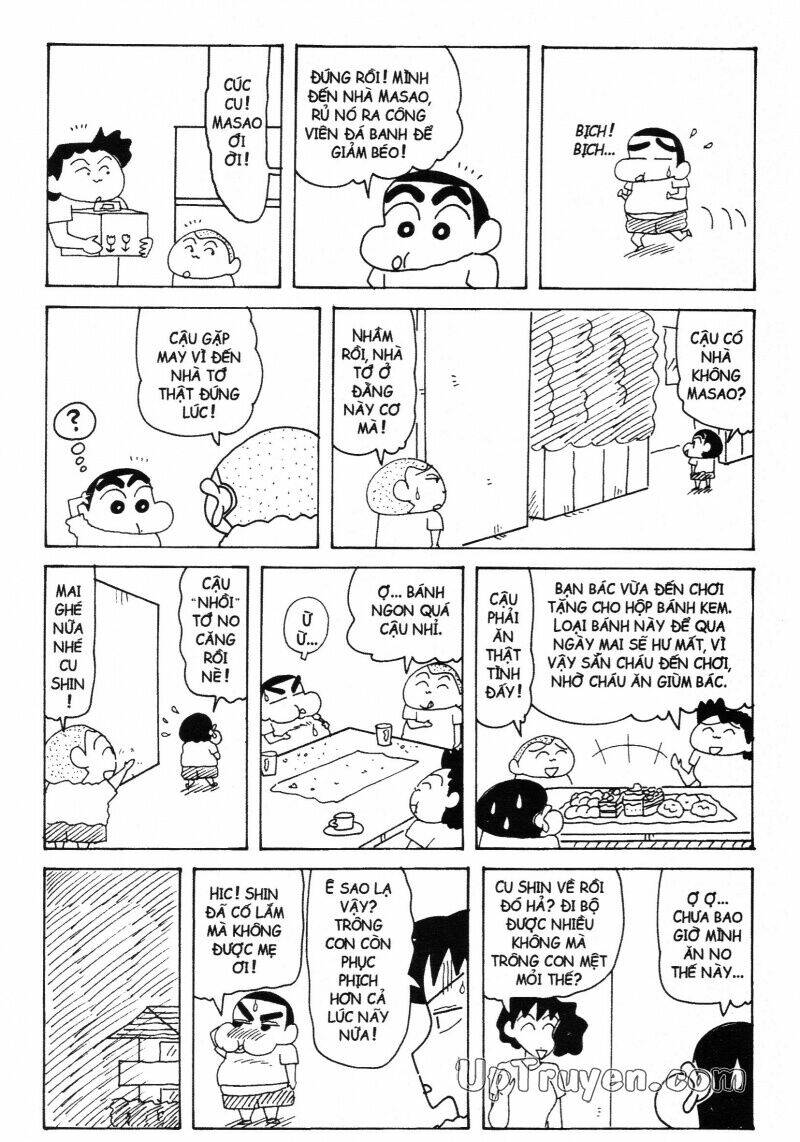 BỊCH!
BỊCH...
ĐÚNG RỒI! MÌNH
ĐẾN NHÀ MASAO,
RỦ NÓ RA CÔNG
VIÊN ĐÁ BANH ĐỂ
GIẢM BÉO!
CÚC
CU!
MASAO
ỚI
ỜI!
CẬU CÓ
NHÀ
KHÔNG
MASAO?
NHẦM
RỒI, NHÀ
TỚ Ở
ĐẰNG
NÀY CƠ
MÀ!
CẬU GẶP
MAY VÌ ĐẾN
NHÀ TỚ
THẬT ĐÚNG
LÚC!
?
BẠN BÁC VỪA ĐẾN CHƠI
TẶNG CHO HỘP BÁNH KEM.
LOẠI BÁNH NÀY ĐỂ QUA
NGÀY MAI SẼ HƯ MẤT, VÌ
VẬY SẴN CHÁU ĐẾN CHƠI,
NHỜ CHÁU ĂN GIÙM BÁC.
CẬU
PHẢI
ĂN
THẬT
TÌNH
ĐẤY!
Ợ... BÁNH
NGON QUÁ
CẬU NHỈ.
Ừ
Ừ...
CẬU
"NHỒI"
TỚ NO
CĂNG
RỒI
NÈ!
MAI
GHÉ
NỮA
NHÉ
CU
SHIN!
Ợ Ợ...
CHƯA BAO
GIỜ MÌNH
ĂN NO
THẾ NÀY...
CU SHIN VỀ RỒI
ĐÓ HẢ? ĐI BỘ
ĐƯỢC NHIỀU
KHÔNG MÀ
TRÔNG CON MỆT
MỎI THẾ?
Ê SAO LẠ
VẬY?
TRÔNG
CON CÒN
PHỤC
PHỊCH
HƠN CẢ
LÚC NÃY
NỮA!
HIC! SHIN
ĐÃ CỐ LẮM
MÀ KHÔNG
ĐƯỢC MẸ
ƠI!
UpTruyen.com